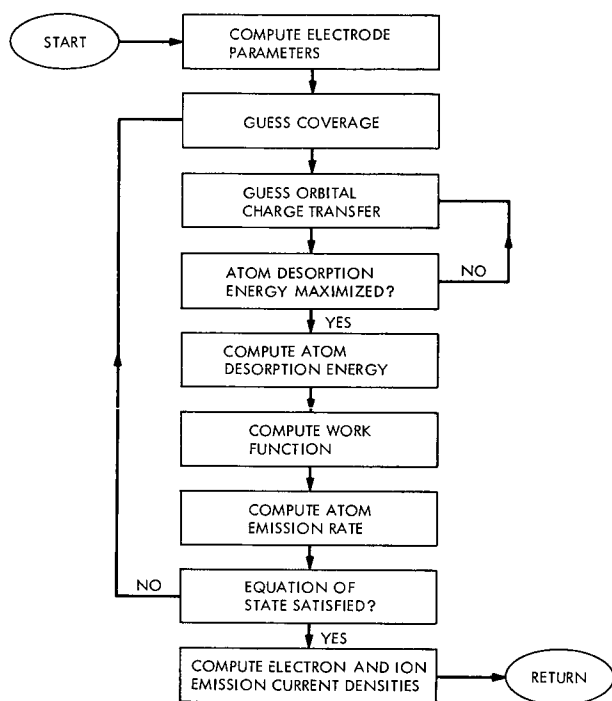 START
COMPUTE ELECTRODE
PARAMETERS
GUESS COVERAGE
GUESS ORBITAL
CHARGE TRANSFER
ATOM DESORPTION
ENERGY MAXIMIZED?
NO
YES
COMPUTE ATOM
DESORPTION ENERGY
COMPUTE WORK
FUNCTION
COMPUTE ATOM
EMISSION RATE
NO
EQUATION OF
STATE SATISFIED?
YES
COMPUTE ELECTRON AND ION
EMISSION CURRENT DENSITIES
RETURN